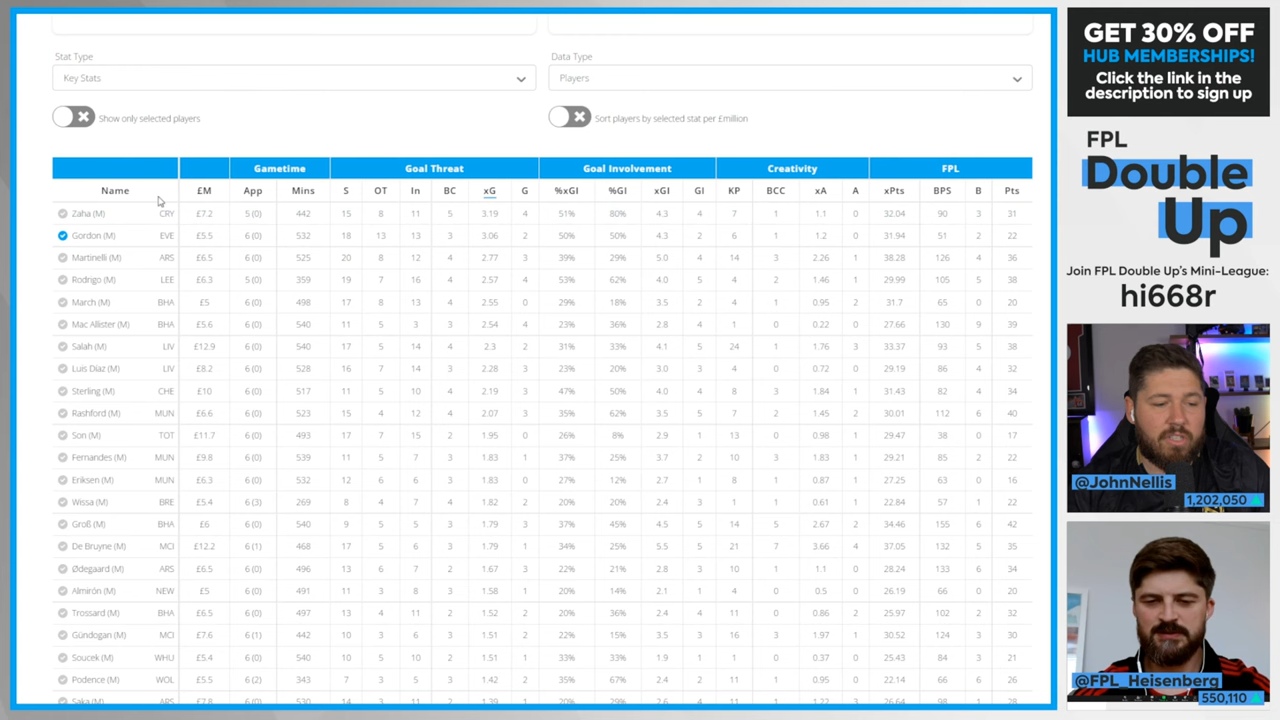 Stat Type
Data Type
Key Stats
Players
Show only selected players
Sort players by selected stat per £million
Gametime Goal Threat Goal Involvement Creativity FPL
Name £M App Mins S OT In BC xG G %xGI %GI xGI GI KP BCC xA A xPts BPS B Pts
Zaha (M) CRY £7.2 5 (0) 442 15 8 11 5 3.19 4 51% 80% 4.3 4 7 1 1.1 0 32.04 90 3 31
Gordon (M) EVE £5.5 6 (0) 532 18 13 13 3 3.06 2 50% 50% 4.3 2 6 1 1.2 0 31.94 51 2 22
Martinelli (M) ARS £6.5 6 (0) 525 20 8 12 4 2.77 3 39% 29% 5.0 4 14 3 2.26 1 38.28 126 4 36
Rodrigo (M) LEE £6.3 5 (0) 359 19 7 16 4 2.57 4 53% 62% 4.0 5 4 2 1.46 1 29.99 105 5 38
March (M) BHA £5 6 (0) 498 17 8 13 4 2.55 0 29% 18% 3.5 2 4 1 0.95 2 31.7 65 0 20
Mac Allister (M) BHA £5.6 6 (0) 540 11 5 3 3 2.54 4 23% 36% 2.8 4 1 0 0.22 0 27.66 130 9 39
Salah (M) LIV £12.9 6 (0) 540 17 5 14 4 2.3 2 31% 33% 4.1 5 24 1 1.76 3 33.37 93 5 38
Luis Díaz (M) LIV £8.2 6 (0) 528 16 7 14 3 2.28 3 23% 20% 3.0 3 4 0 0.72 0 29.19 86 4 32
Sterling (M) CHE £10 6 (0) 517 11 5 10 4 2.19 3 47% 50% 4.0 4 8 3 1.84 1 31.43 82 4 34
Rashford (M) MUN £6.6 6 (0) 523 15 4 12 4 2.07 3 35% 62% 3.5 5 7 2 1.45 2 30.01 112 6 40
Son (M) TOT £11.7 6 (0) 493 17 7 15 2 1.95 0 26% 8% 2.9 1 13 0 0.98 1 29.47 38 0 17
Fernandes (M) MUN £9.8 6 (0) 539 11 5 7 3 1.83 1 37% 25% 3.7 2 10 3 1.83 1 29.21 85 2 22
Eriksen (M) MUN £6.3 6 (0) 532 12 6 6 3 1.83 0 27% 12% 2.7 1 8 1 0.87 1 27.25 63 0 16
Wissa (M) BRE £5.4 6 (3) 269 8 4 7 2 1.82 2 20% 20% 2.4 3 1 1 0.61 1 22.84 57 1 22
Groß (M) BHA £6 6 (0) 540 9 5 5 3 1.79 3 37% 45% 4.5 5 14 5 2.67 2 34.46 155 6 42
De Bruyne (M) MCI £12.2 6 (1) 468 17 5 6 3 1.79 1 34% 25% 5.5 5 21 7 3.66 4 37.05 132 5 35
Ødegaard (M) ARS £6.5 6 (0) 496 13 6 7 2 1.67 3 22% 21% 2.8 3 10 1 1.1 0 28.24 133 6 34
Almirón (M) NEW £5 6 (0) 491 11 3 8 3 1.58 1 20% 14% 2.1 1 4 0 0.5 0 26.19 66 0 20
Trossard (M) BHA £6.5 6 (0) 497 13 4 11 2 1.52 2 20% 36% 2.4 4 11 0 0.86 2 25.97 102 2 32
Gündogan (M) MCI £7.6 6 (1) 442 10 3 6 3 1.51 2 22% 15% 3.5 3 16 3 1.97 1 30.52 124 3 30
Soucek (M) WHU £5.4 6 (0) 540 10 5 10 2 1.51 1 33% 33% 1.9 1 1 0 0.37 0 25.43 84 3 21
Podence (M) WOL £5.5 6 (2) 343 7 3 5 3 1.42 2 35% 67% 2.4 2 11 1 0.95 0 22.14 66 6 26
Saka (M) ARS £7.8 6 (0) 530 14 3 10 3 1.39 1 20% 29% 2.6 4 11 1 1.22 3 26.64 98 1 28
GET 30% OFF
HUB MEMBERSHIPS!
Click the link in the
description to sign up
FPL
Double
Up
Join FPL Double Up's Mini-League:
hi668r
@JohnNellis
1,202,050
@FPL_Heisenberg
550,110